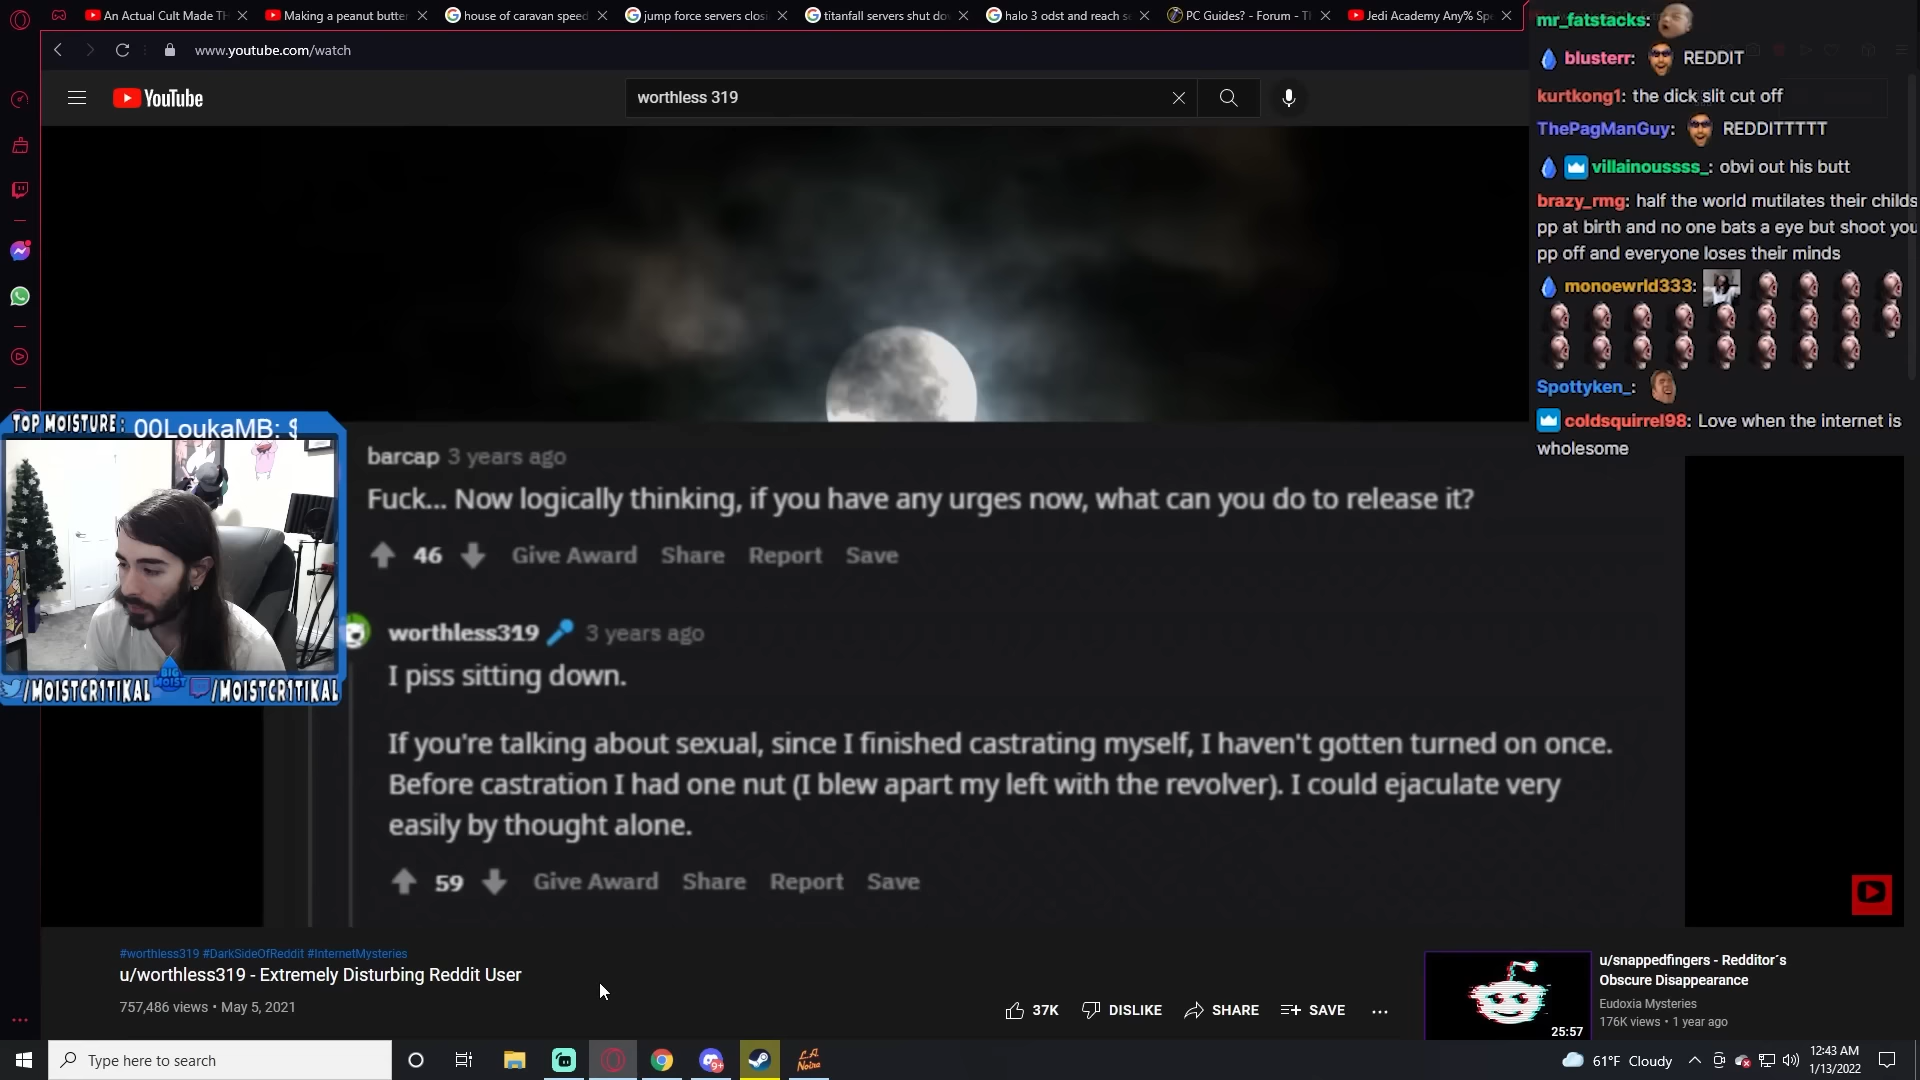 An Actual Cult Made Th
Making a peanut butter
house of caravan speed
jump force servers closi
titanfall servers shut do
halo 3 odst and reach s
PC Guides? - Forum - T
Jedi Academy Any% Spe
www.youtube.com/watch
YouTube
worthless 319
mr_fatstacks:
blusterr: REDDIT
kurtkong1: the dick slit cut off
ThePagManGuy: REDDITTTTT
villainoussss_: obvi out his butt
brazy_rmg: half the world mutilates their childs
pp at birth and no one bats a eye but shoot you
pp off and everyone loses their minds
monoewrld333:
Spottyken_:
coldsquirrel98: Love when the internet is
wholesome
TOP MOISTURE: 00LoukaMB: $
BIG MOIST
/MOISTCR1TIKAL
/MOISTCR1TIKAL
barcap 3 years ago
Fuck... Now logically thinking, if you have any urges now, what can you do to release it?
46 Give Award Share Report Save
worthless319 3 years ago
I piss sitting down.
If you're talking about sexual, since I finished castrating myself, I haven't gotten turned on once.
Before castration I had one nut (I blew apart my left with the revolver). I could ejaculate very
easily by thought alone.
59 Give Award Share Report Save
#worthless319 #DarkSideOfReddit #InternetMysteries
u/worthless319 - Extremely Disturbing Reddit User
757,486 views • May 5, 2021
37K DISLIKE SHARE SAVE
u/snappedfingers - Redditor´s
Obscure Disappearance
Eudoxia Mysteries
176K views • 1 year ago
25:57
Type here to search
9+
L.A. Noire
61°F Cloudy
12:43 AM
1/13/2022